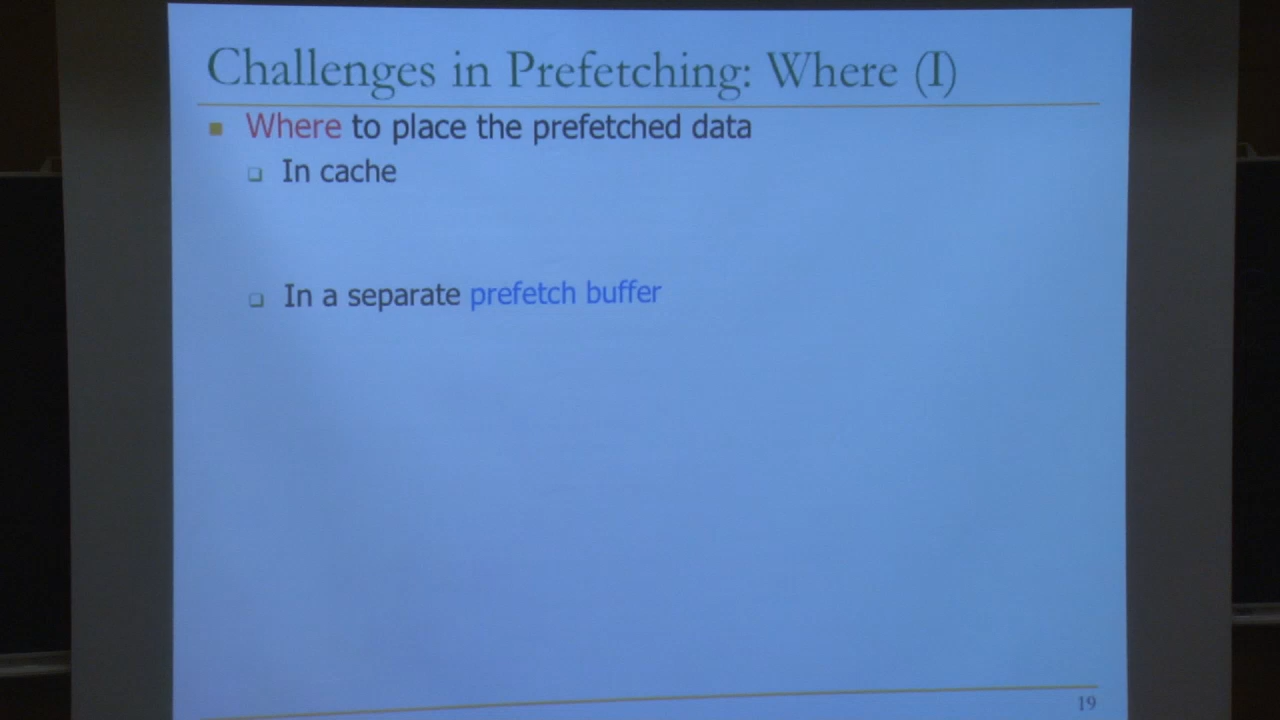 Challenges in Prefetching: Where (I)
Where to place the prefetched data
In cache
In a separate prefetch buffer
19